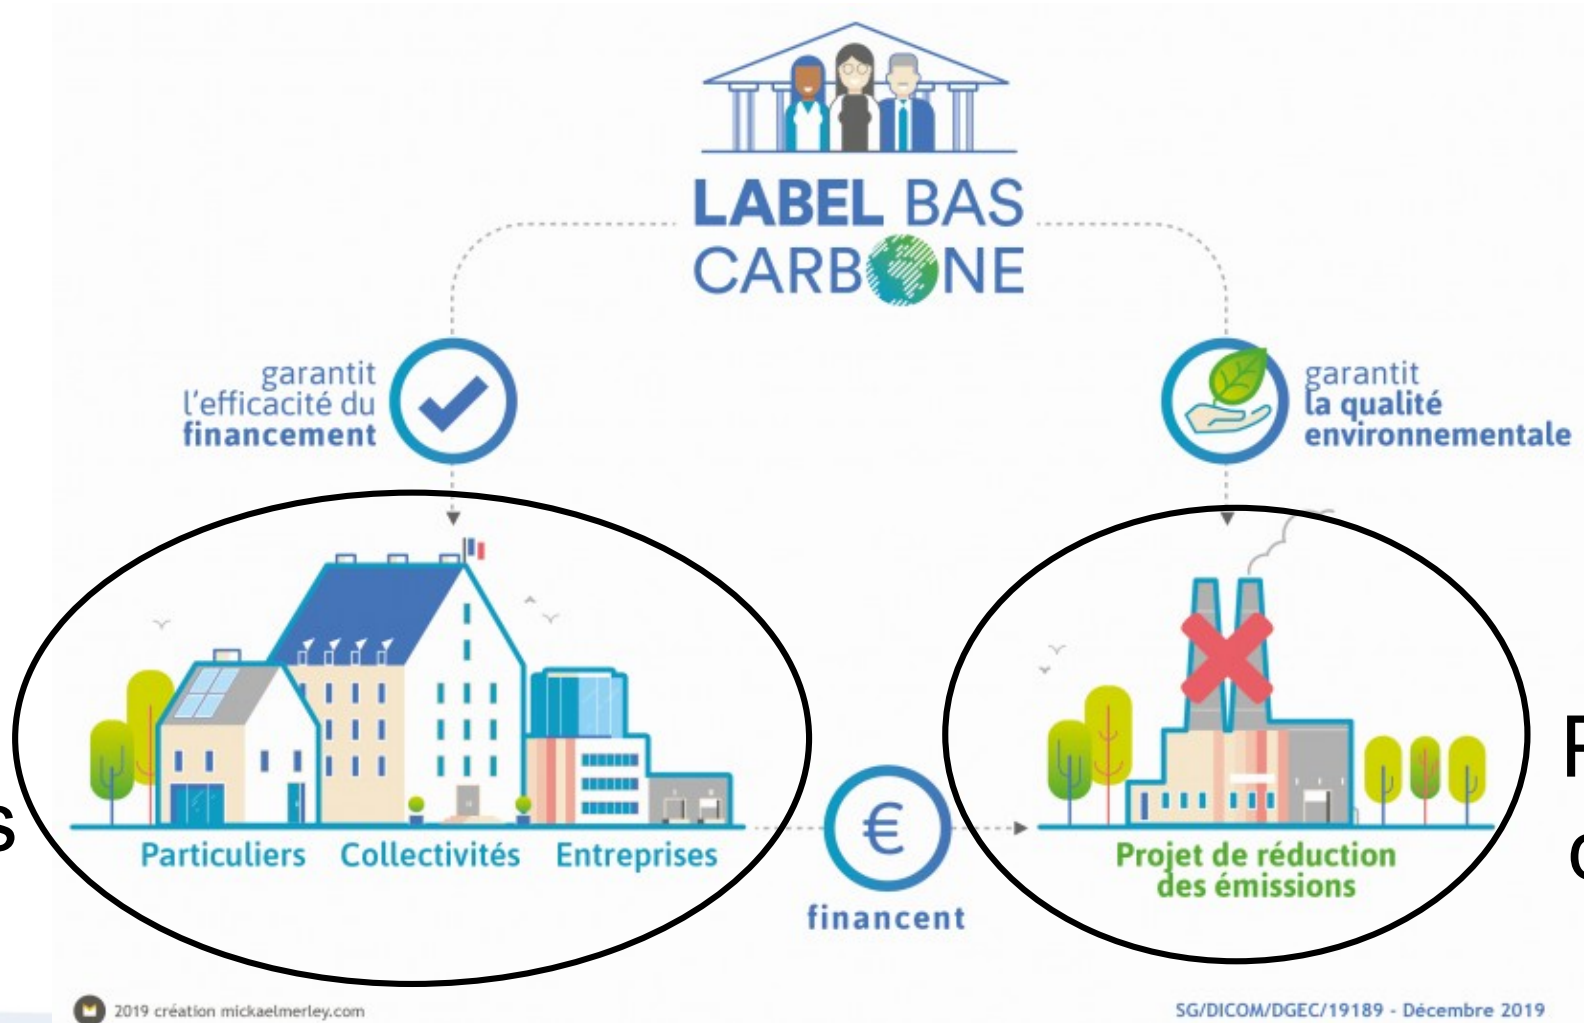 LABEL BAS
CARBONE
garantit
l'efficacité du
financement
garantit
la qualité
environnementale
Particuliers Collectivités Entreprises
€
financent
Projet de réduction
des émissions
2019 création mickaelmerley.com
SG/DICOM/DGEC/19189 - Décembre 2019